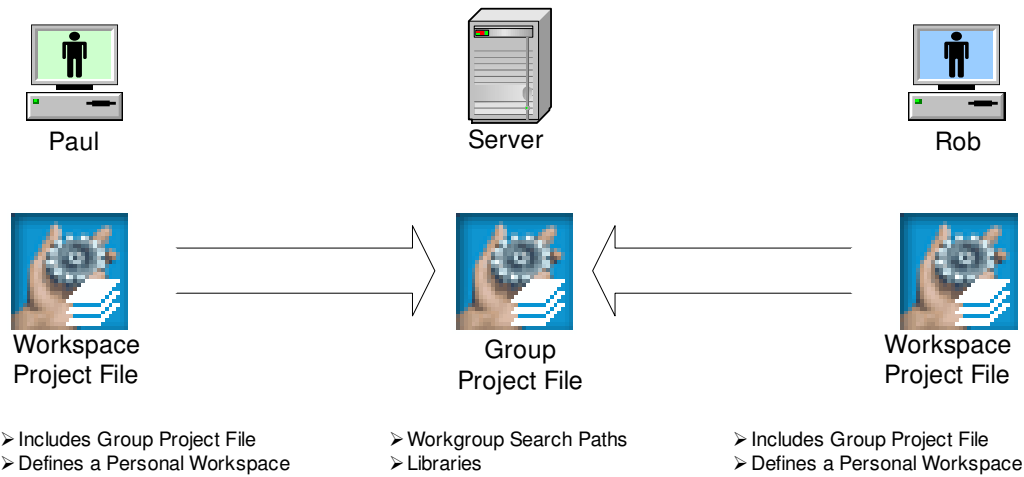 Paul
Server
Rob
Workspace
Project File
Group
Project File
Workspace
Project File
➢ Includes Group Project File
➢ Defines a Personal Workspace
➢ Workgroup Search Paths
➢ Libraries
➢ Includes Group Project File
➢ Defines a Personal Workspace